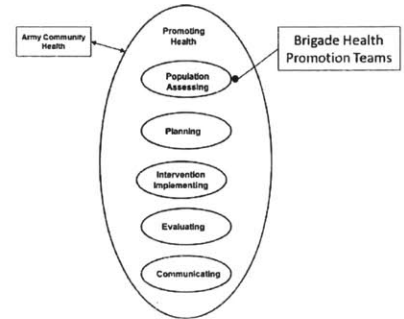 Army Community
Health
Promoting
Health
Brigade Health
Promotion Teams
Population
Assessing
Planning
Intervention
Implementing
Evaluating
Communicating